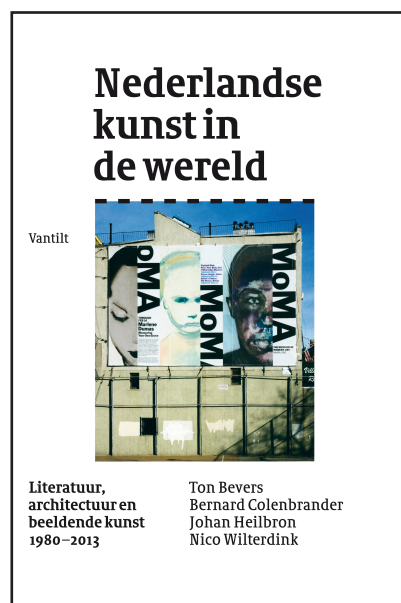 Nederlandse
kunst in
de wereld
Vantilt
MoMA
Marlene
Dumas
MoMA
MoMA
Literatuur,
architectuur en
beeldende kunst
1980–2013
Ton Bevers
Bernard Colenbrander
Johan Heilbron
Nico Wilterdink